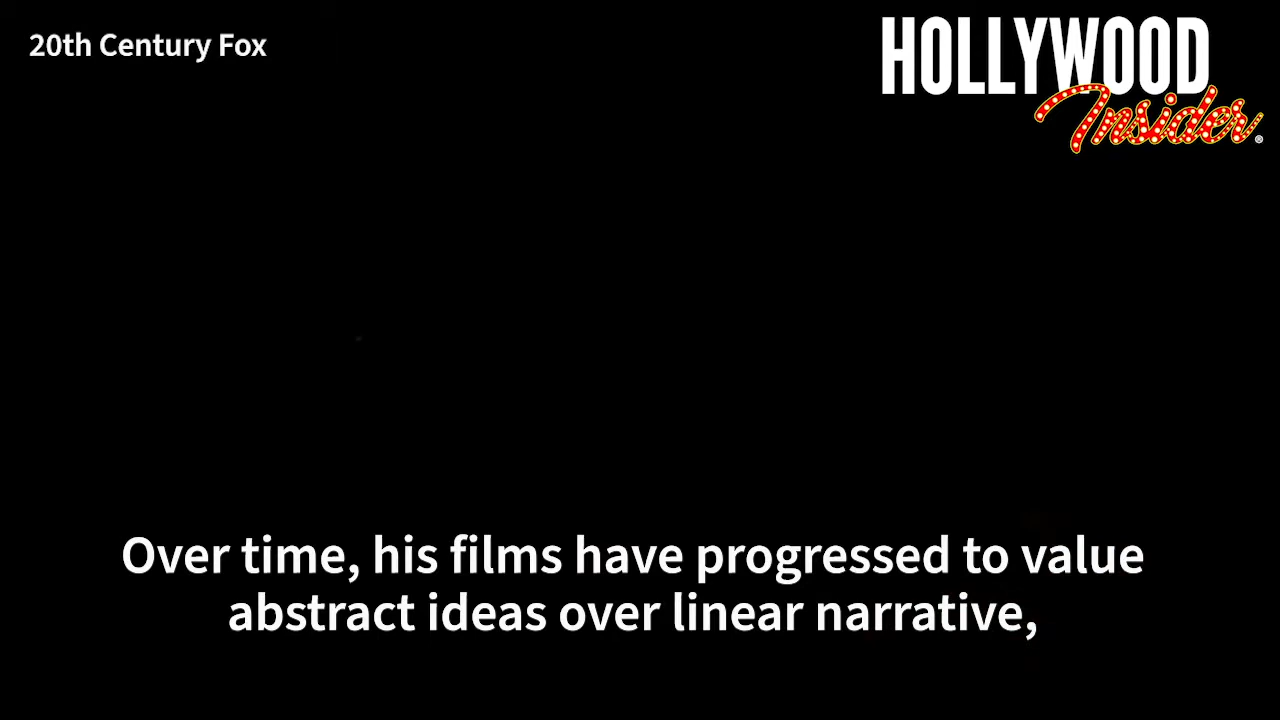 20th Century Fox
HOLLYWOOD
Insider®
Over time, his films have progressed to value
abstract ideas over linear narrative,